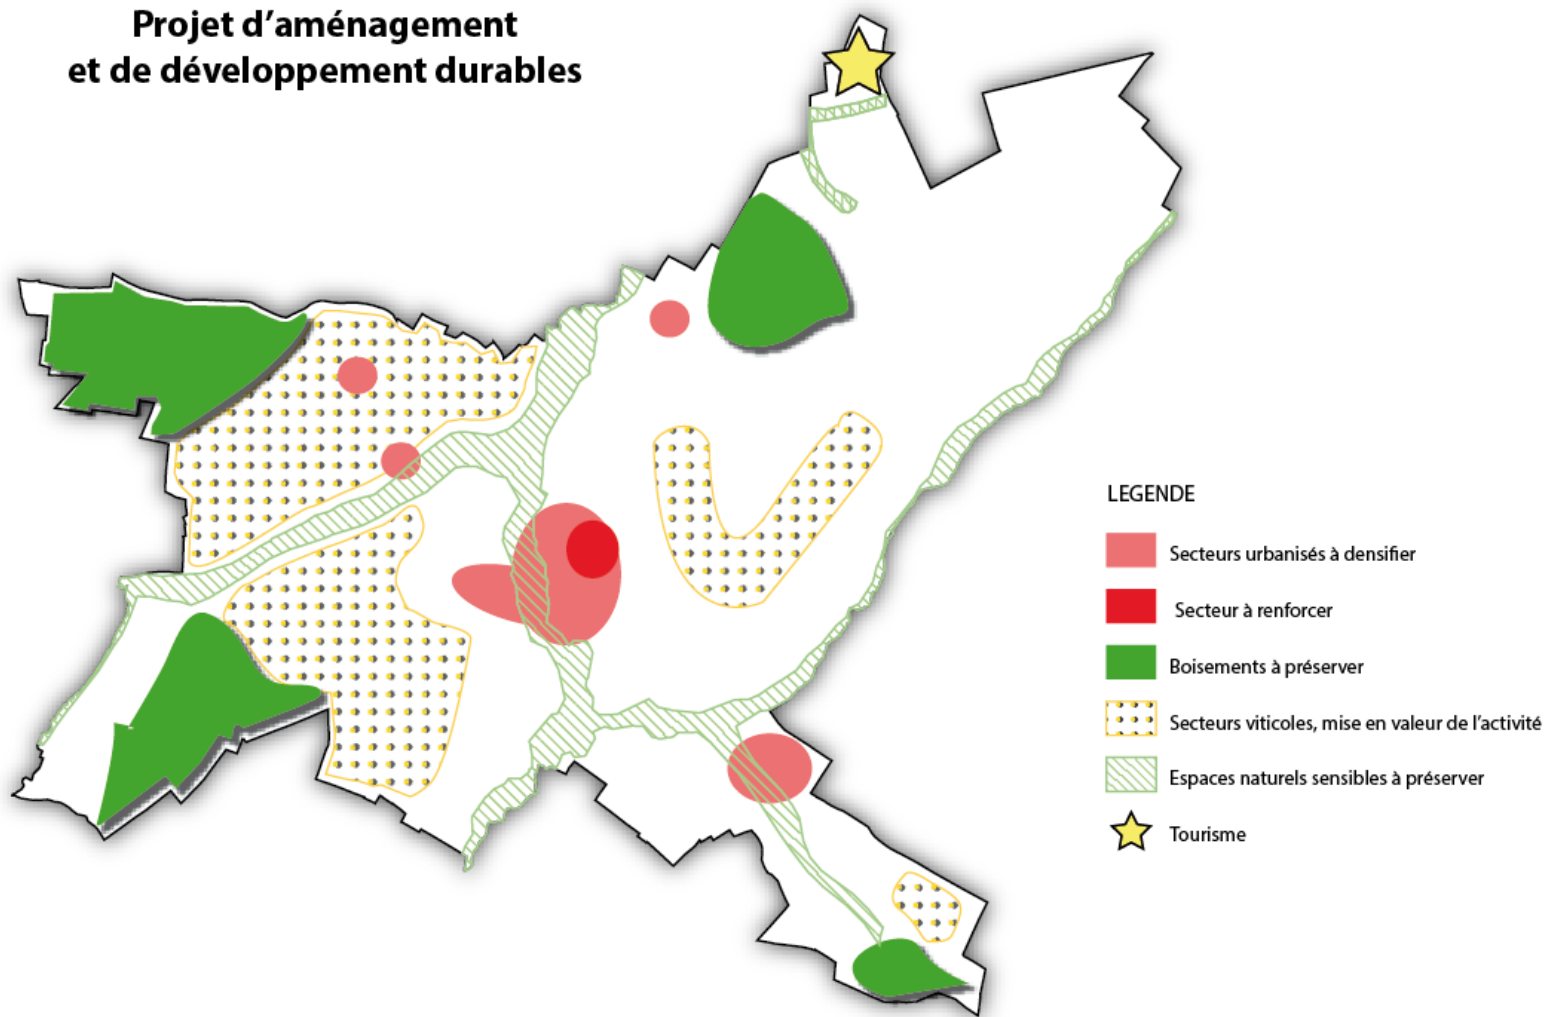 Projet d’aménagement
et de développement durables
LEGENDE
Secteurs urbanisés à densifier
Secteur à renforcer
Boisements à préserver
Secteurs viticoles, mise en valeur de l’activité
Espaces naturels sensibles à préserver
Tourisme